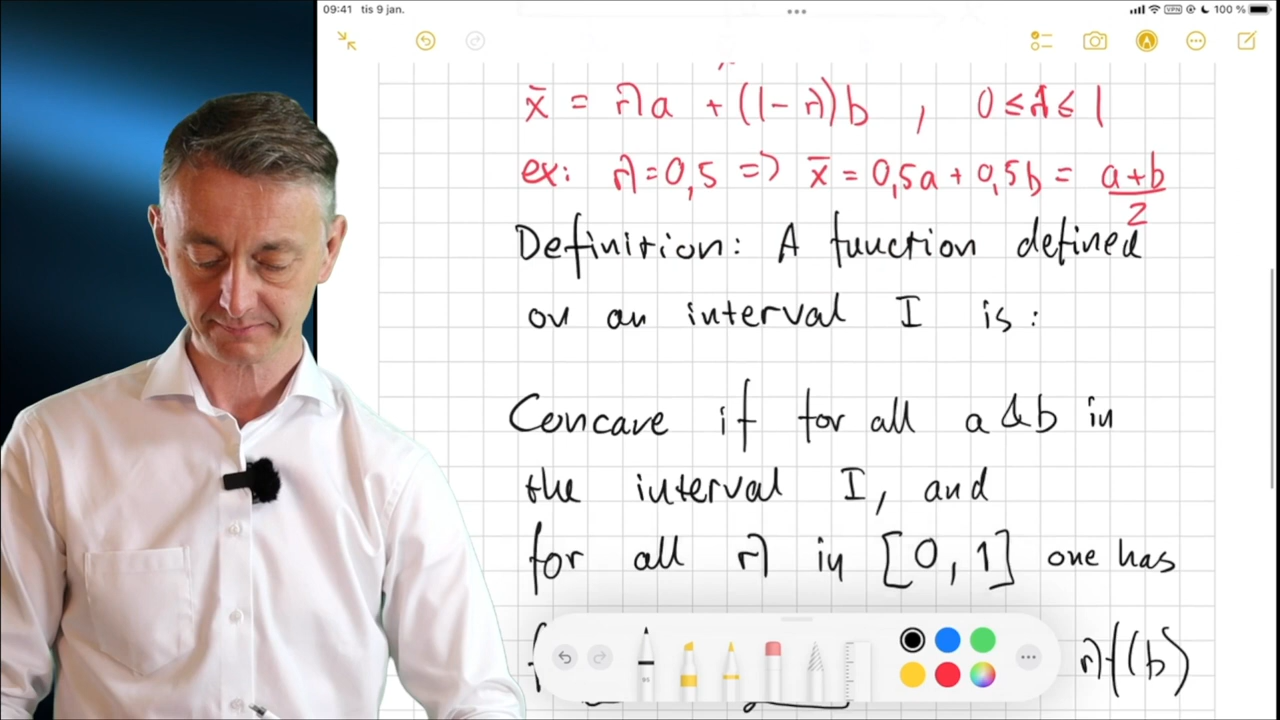 09:41 tis 9 jan.
VPN 100 %
x̄ = λa + (1-λ)b , 0 ≤ λ ≤ 1
ex: λ=0,5 => x̄ = 0,5a + 0,5b = a+b/2
Definition: A function defined
on an interval I is:
Concave if for all a & b in
the interval I, and
for all λ in [0,1] one has
λf(b)